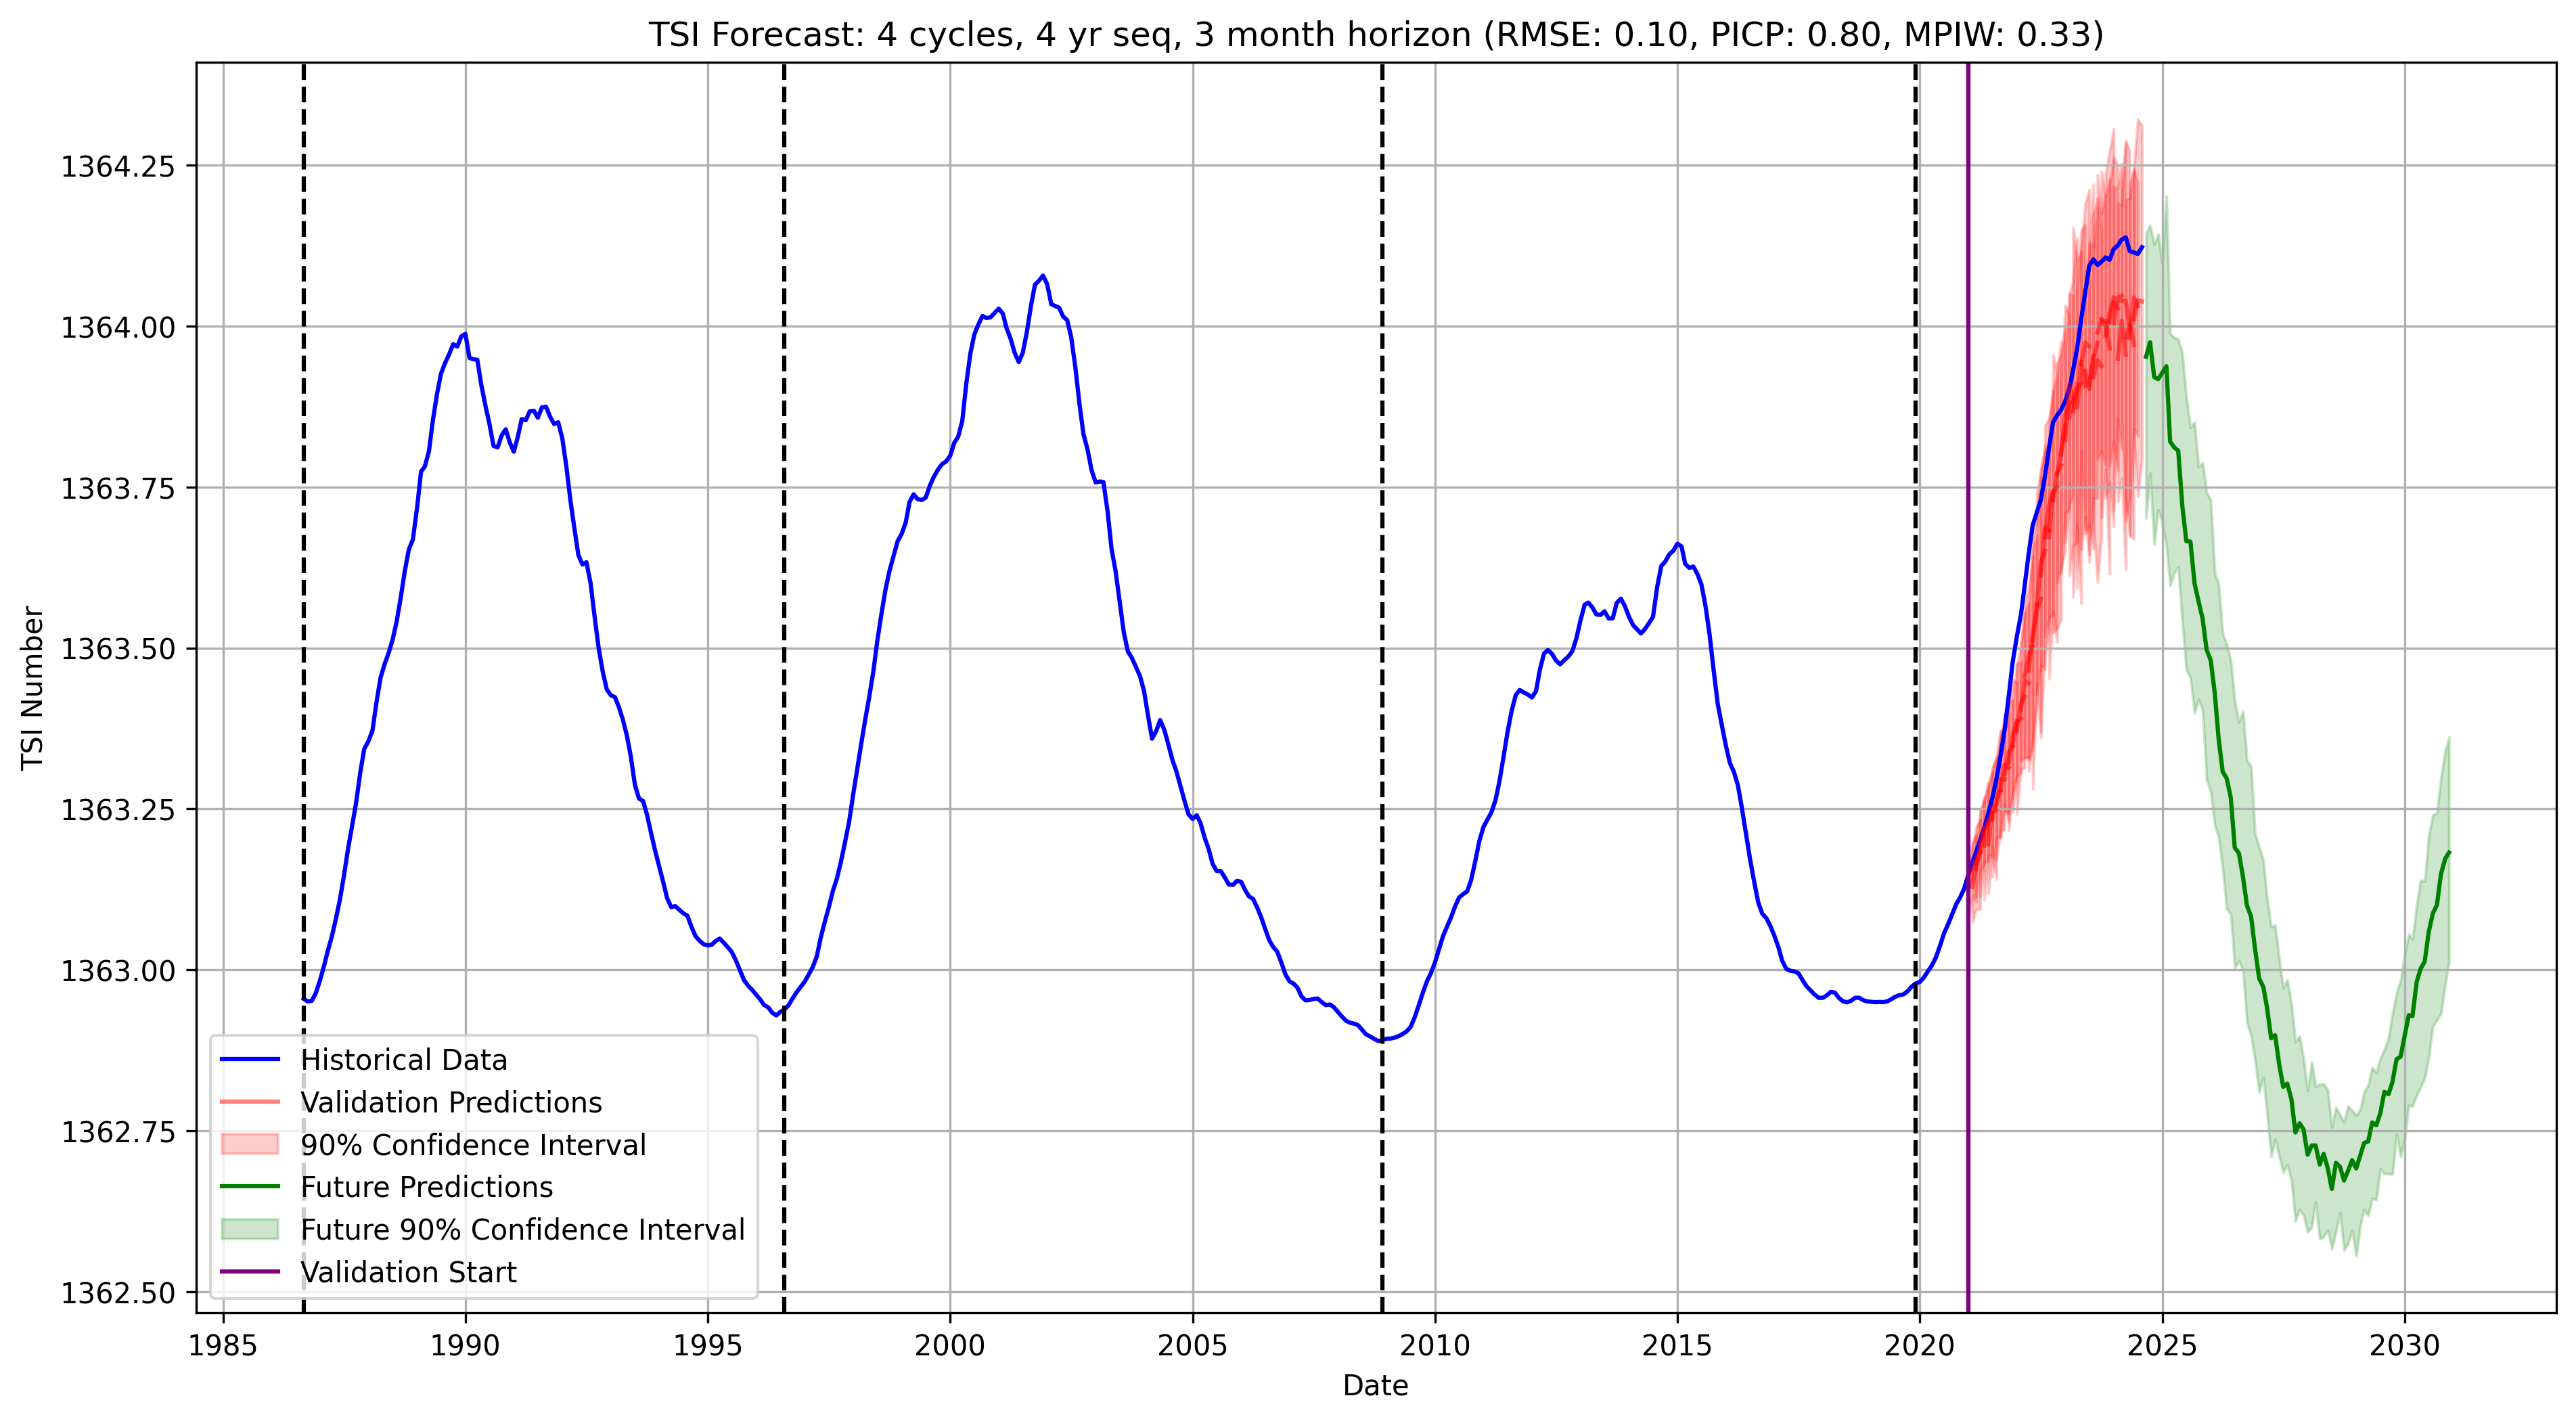 TSI Forecast: 4 cycles, 4 yr seq, 3 month horizon (RMSE: 0.10, PICP: 0.80, MPIW: 0.33)
TSI Number
1364.25
1364.00
1363.75
1363.50
1363.25
1363.00
1362.75
1362.50
Historical Data
Validation Predictions
90% Confidence Interval
Future Predictions
Future 90% Confidence Interval
Validation Start
1985 1990 1995 2000 2005 2010 2015 2020 2025 2030
Date